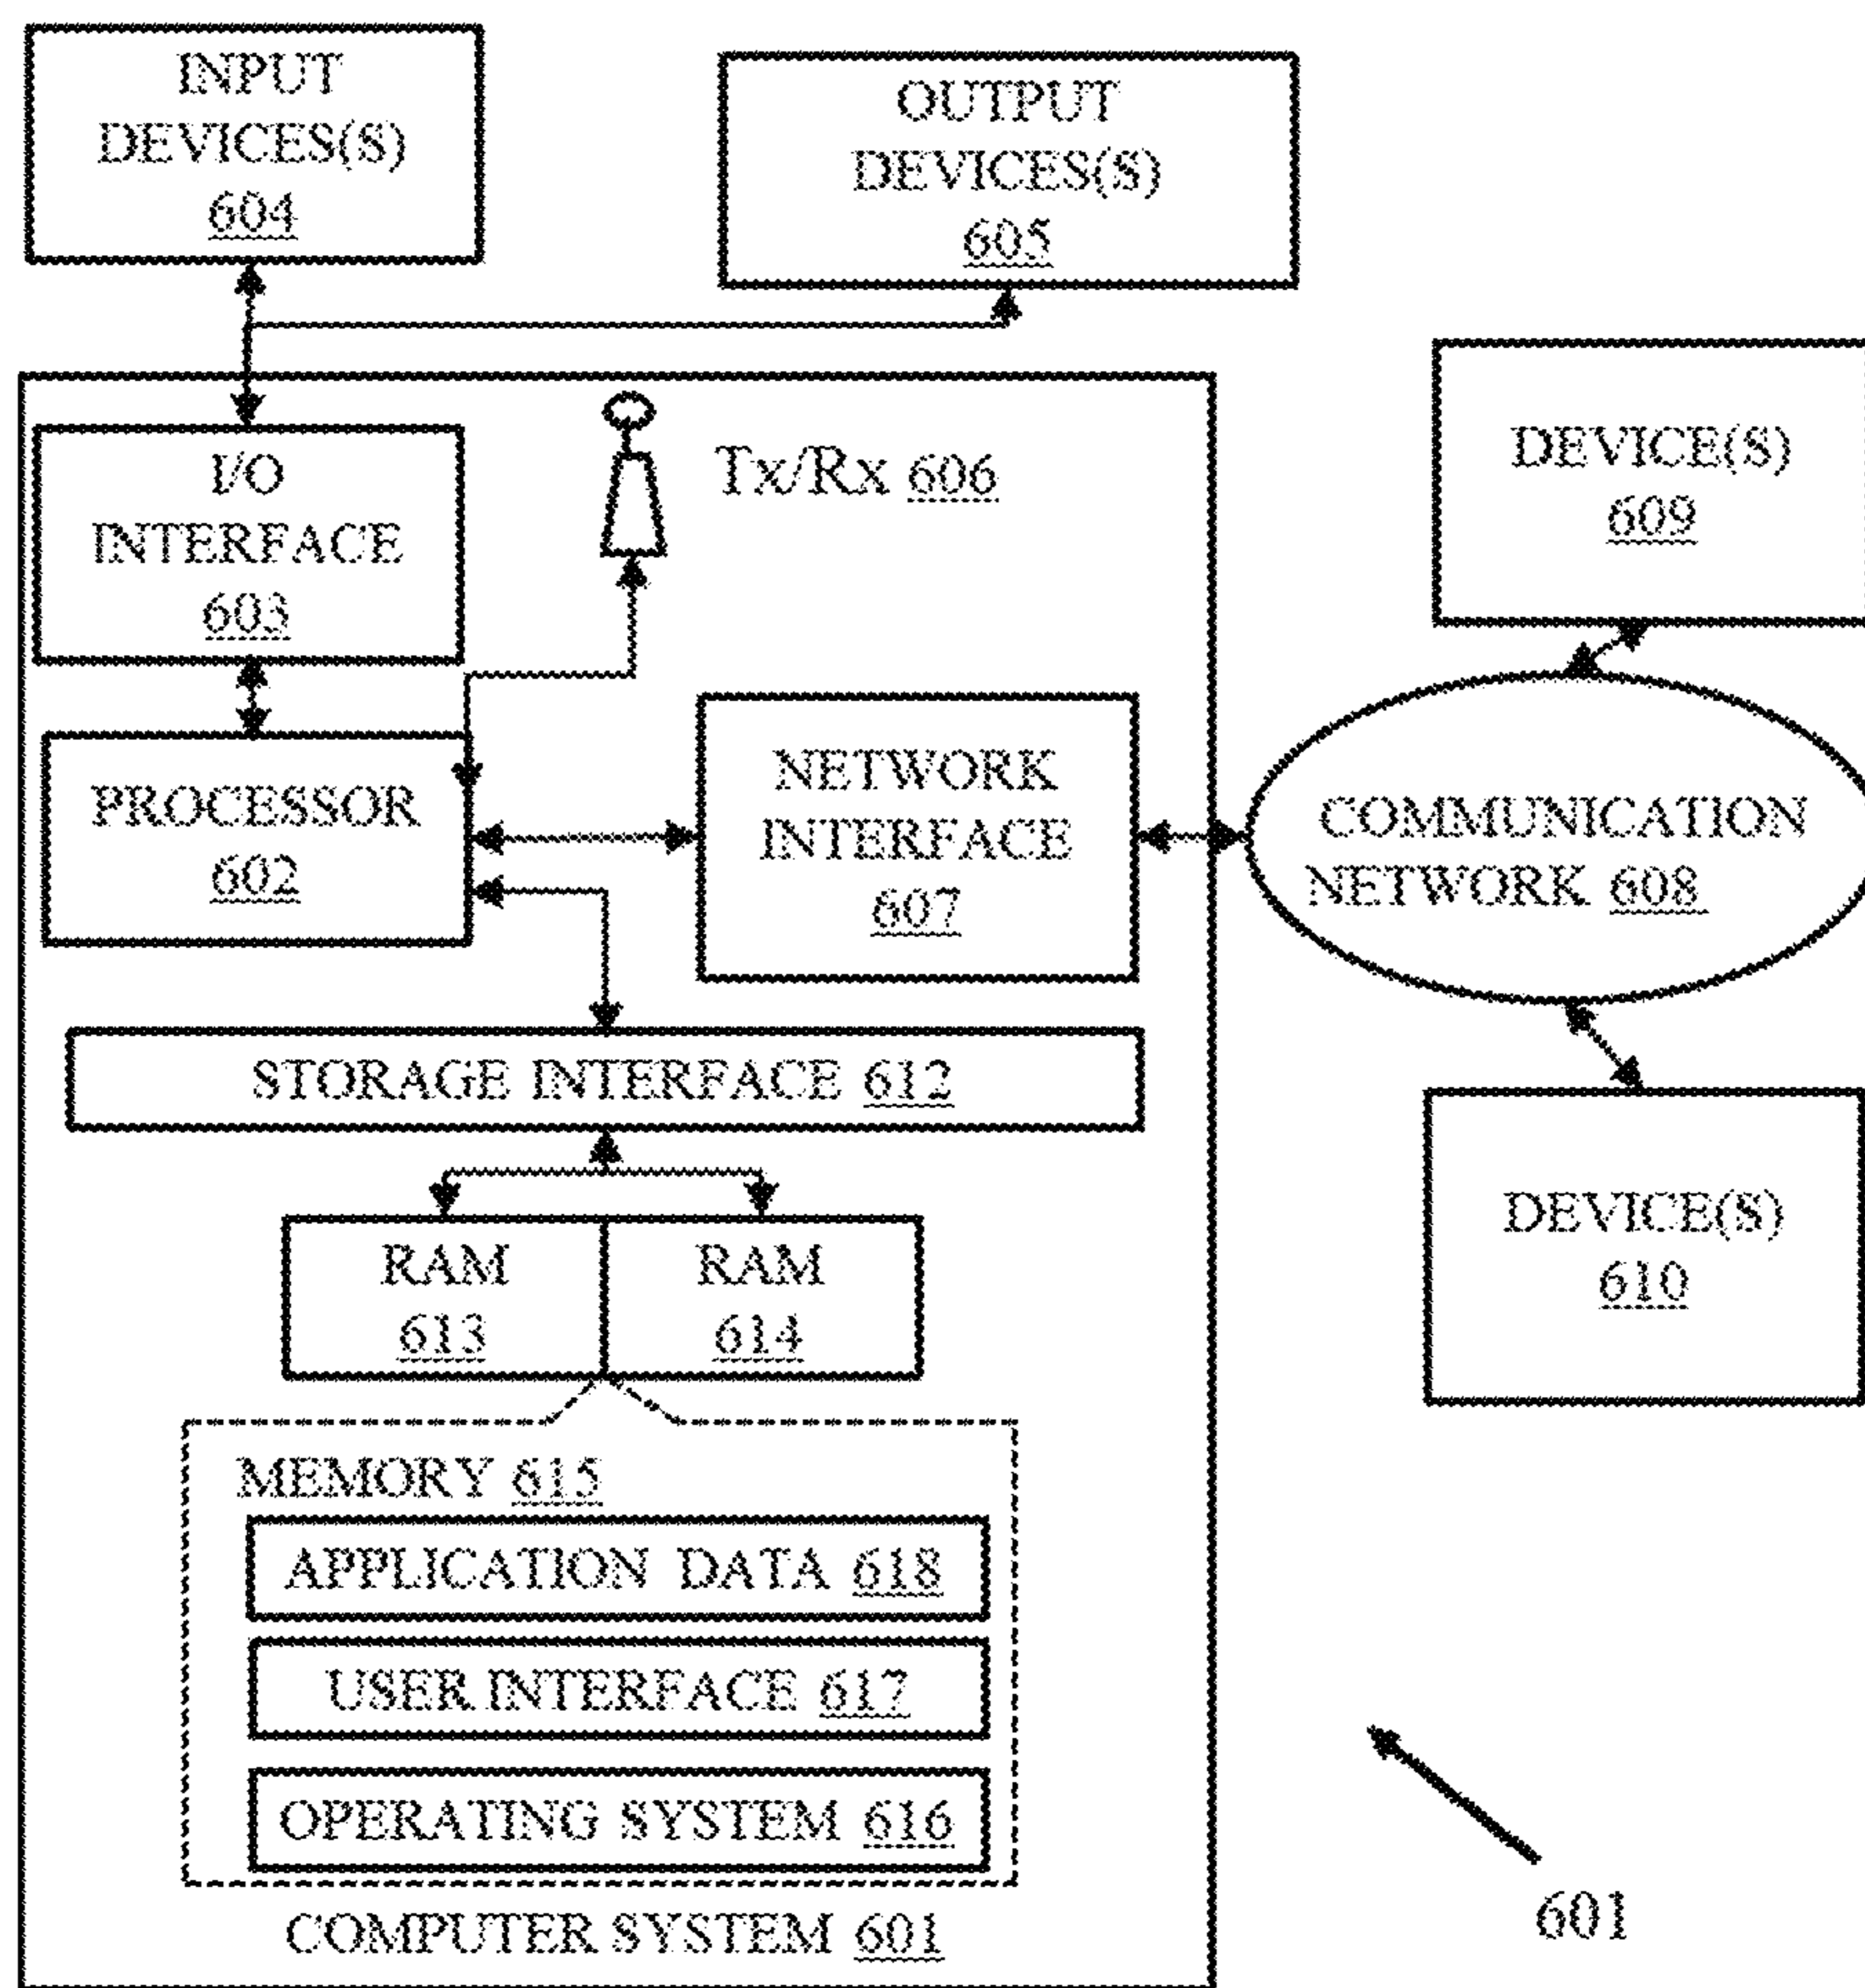 INPUT
DEVICES(S)
604
OUTPUT
DEVICES(S)
605
I/O
INTERFACE
603
Tx/Rx 606
DEVICE(S)
609
PROCESSOR
602
NETWORK
INTERFACE
607
COMMUNICATION
NETWORK 608
STORAGE INTERFACE 612
RAM
613
RAM
614
DEVICE(S)
610
MEMORY 615
APPLICATION DATA 618
USER INTERFACE 617
OPERATING SYSTEM 616
COMPUTER SYSTEM 601
601